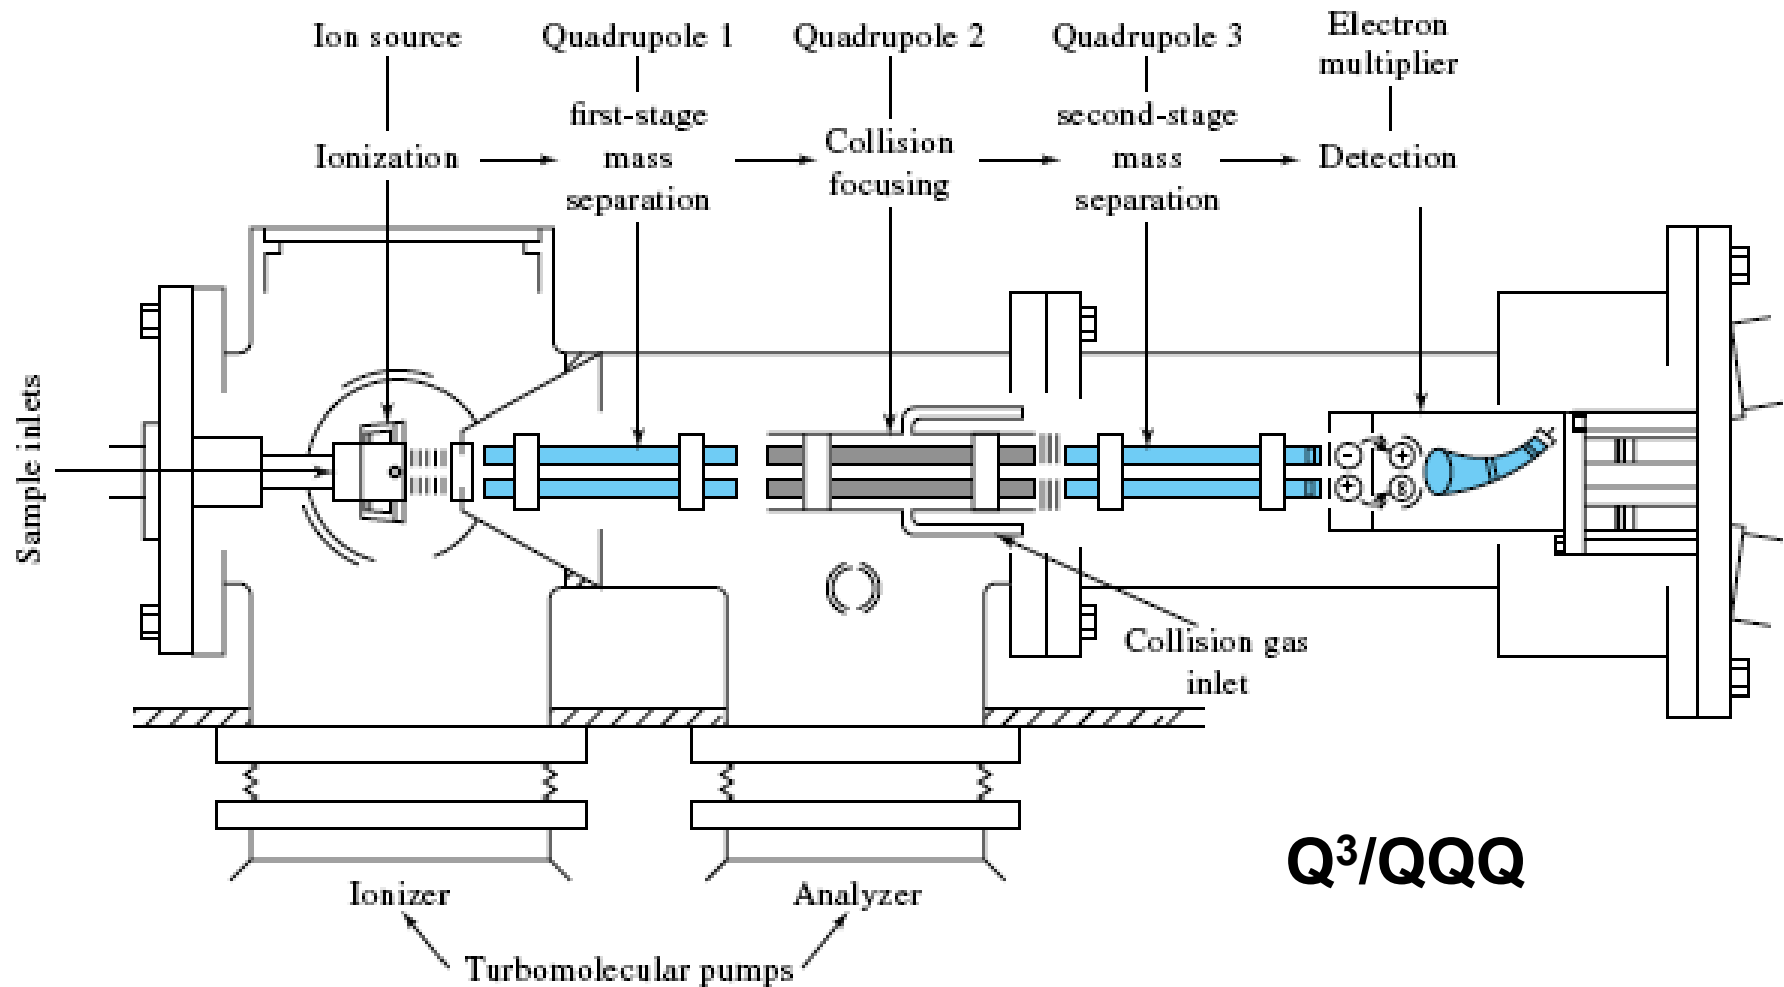 Ion source
Quadrupole 1
Quadrupole 2
Quadrupole 3
Electron
multiplier
Ionization
first-stage
mass
separation
Collision
focusing
second-stage
mass
separation
Detection
Sample inlets
- +
+ e
Collision gas
inlet
Q³/QQQ
Ionizer
Analyzer
Turbomolecular pumps